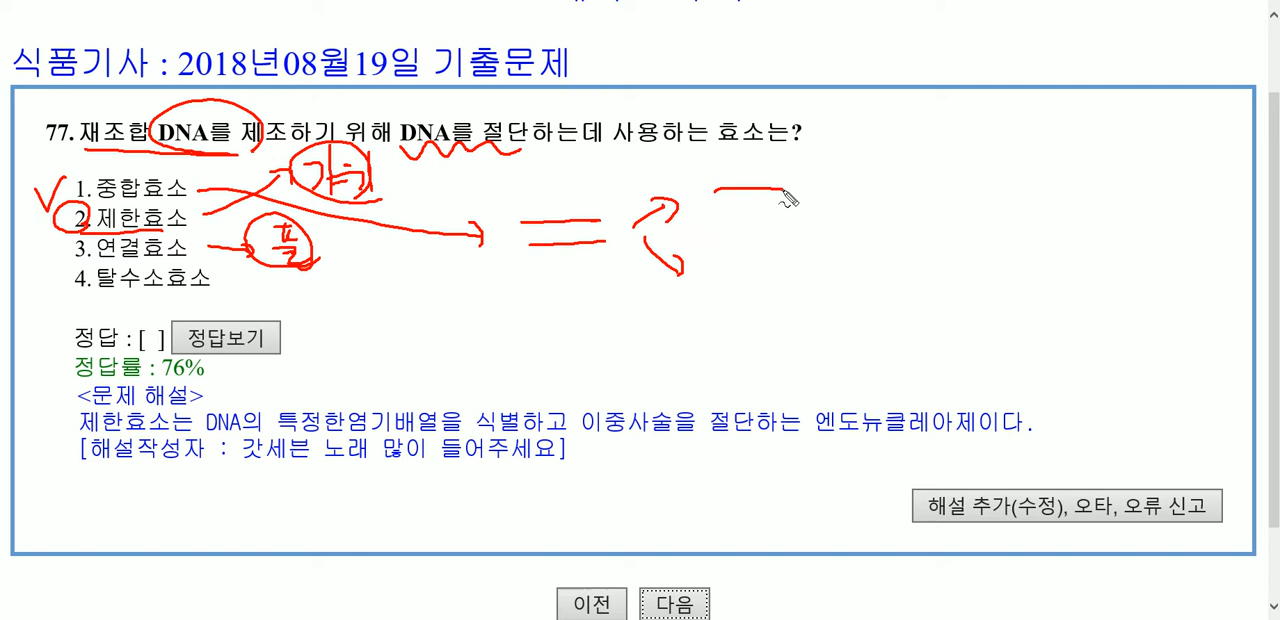 식품기사 : 2018년08월19일 기출문제
77. 재조합 DNA를 제조하기 위해 DNA를 절단하는데 사용하는 효소는?
1. 중합효소
2. 제한효소
3. 연결효소
4. 탈수소효소
가위
풀
정답 : [ ] 정답보기
정답률 : 76%
<문제 해설>
제한효소는 DNA의 특정한염기배열을 식별하고 이중사슬을 절단하는 엔도뉴클레아제이다.
[해설작성자 : 갓세븐 노래 많이 들어주세요]
해설 추가(수정), 오타, 오류 신고
이전
다음